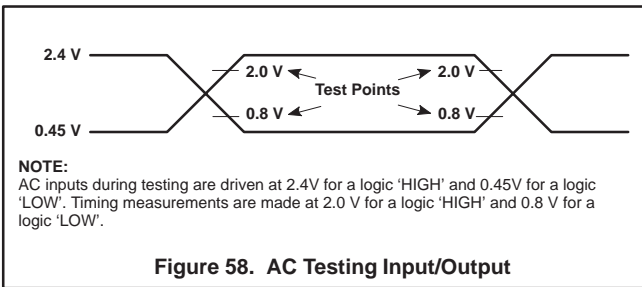 2.4 V
2.0 V 2.0 V
Test Points
0.8 V 0.8 V
0.45 V
NOTE:
AC inputs during testing are driven at 2.4V for a logic ‘HIGH’ and 0.45V for a logic
‘LOW’. Timing measurements are made at 2.0 V for a logic ‘HIGH’ and 0.8 V for a
logic ‘LOW’.
Figure 58. AC Testing Input/Output